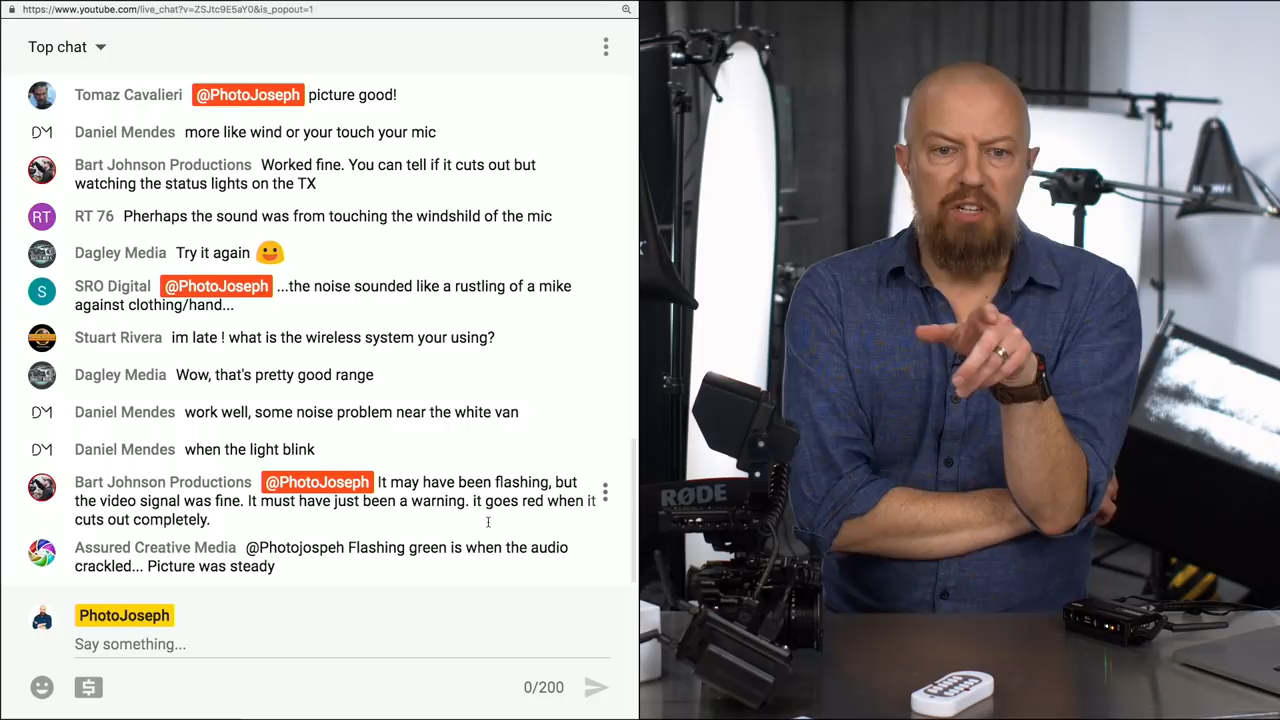 https://www.youtube.com/live_chat?v=ZSJtc9E5aY0&is_popout=1
Top chat
Tomaz Cavalieri @PhotoJoseph picture good!
DM Daniel Mendes more like wind or your touch your mic
Bart Johnson Productions Worked fine. You can tell if it cuts out but
watching the status lights on the TX
RT RT 76 Pherhaps the sound was from touching the windshild of the mic
Dagley Media Try it again 😀
S SRO Digital @PhotoJoseph ...the noise sounded like a rustling of a mike
against clothing/hand...
Stuart Rivera im late ! what is the wireless system your using?
Dagley Media Wow, that's pretty good range
DM Daniel Mendes work well, some noise problem near the white van
DM Daniel Mendes when the light blink
Bart Johnson Productions @PhotoJoseph It may have been flashing, but
the video signal was fine. It must have just been a warning. it goes red when it
cuts out completely.
Assured Creative Media @Photojospeh Flashing green is when the audio
crackled... Picture was steady
PhotoJoseph
Say something...
0/200
RØDE